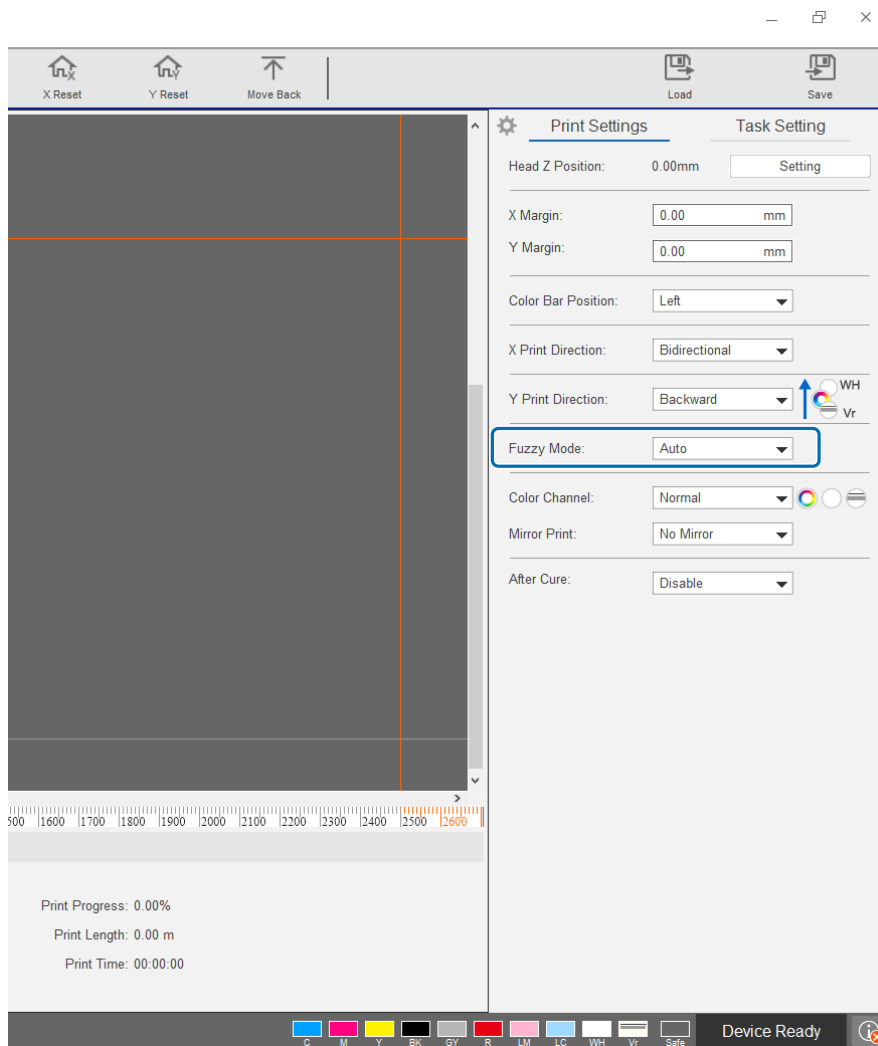 X Reset Y Reset Move Back Load Save
Print Settings Task Setting
Head Z Position: 0.00mm Setting
X Margin: 0.00 mm
Y Margin: 0.00 mm
Color Bar Position: Left
X Print Direction: Bidirectional
WH
Y Print Direction: Backward
Vr
Fuzzy Mode: Auto
Color Channel: Normal
Mirror Print: No Mirror
After Cure: Disable
500 1600 1700 1800 1900 2000 2100 2200 2300 2400 2500 2600
Print Progress: 0.00%
Print Length: 0.00 m
Print Time: 00:00:00
Device Ready
C M Y BK GY R LM LC WH Vr Safe